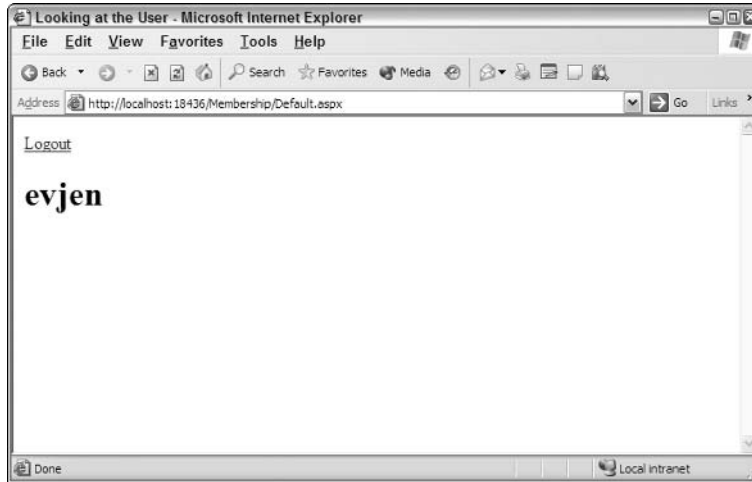 Looking at the User - Microsoft Internet Explorer
File Edit View Favorites Tools Help
Back Search Favorites Media
Address http://localhost:18436/Membership/Default.aspx Go Links
Logout
evjen
Done Local intranet